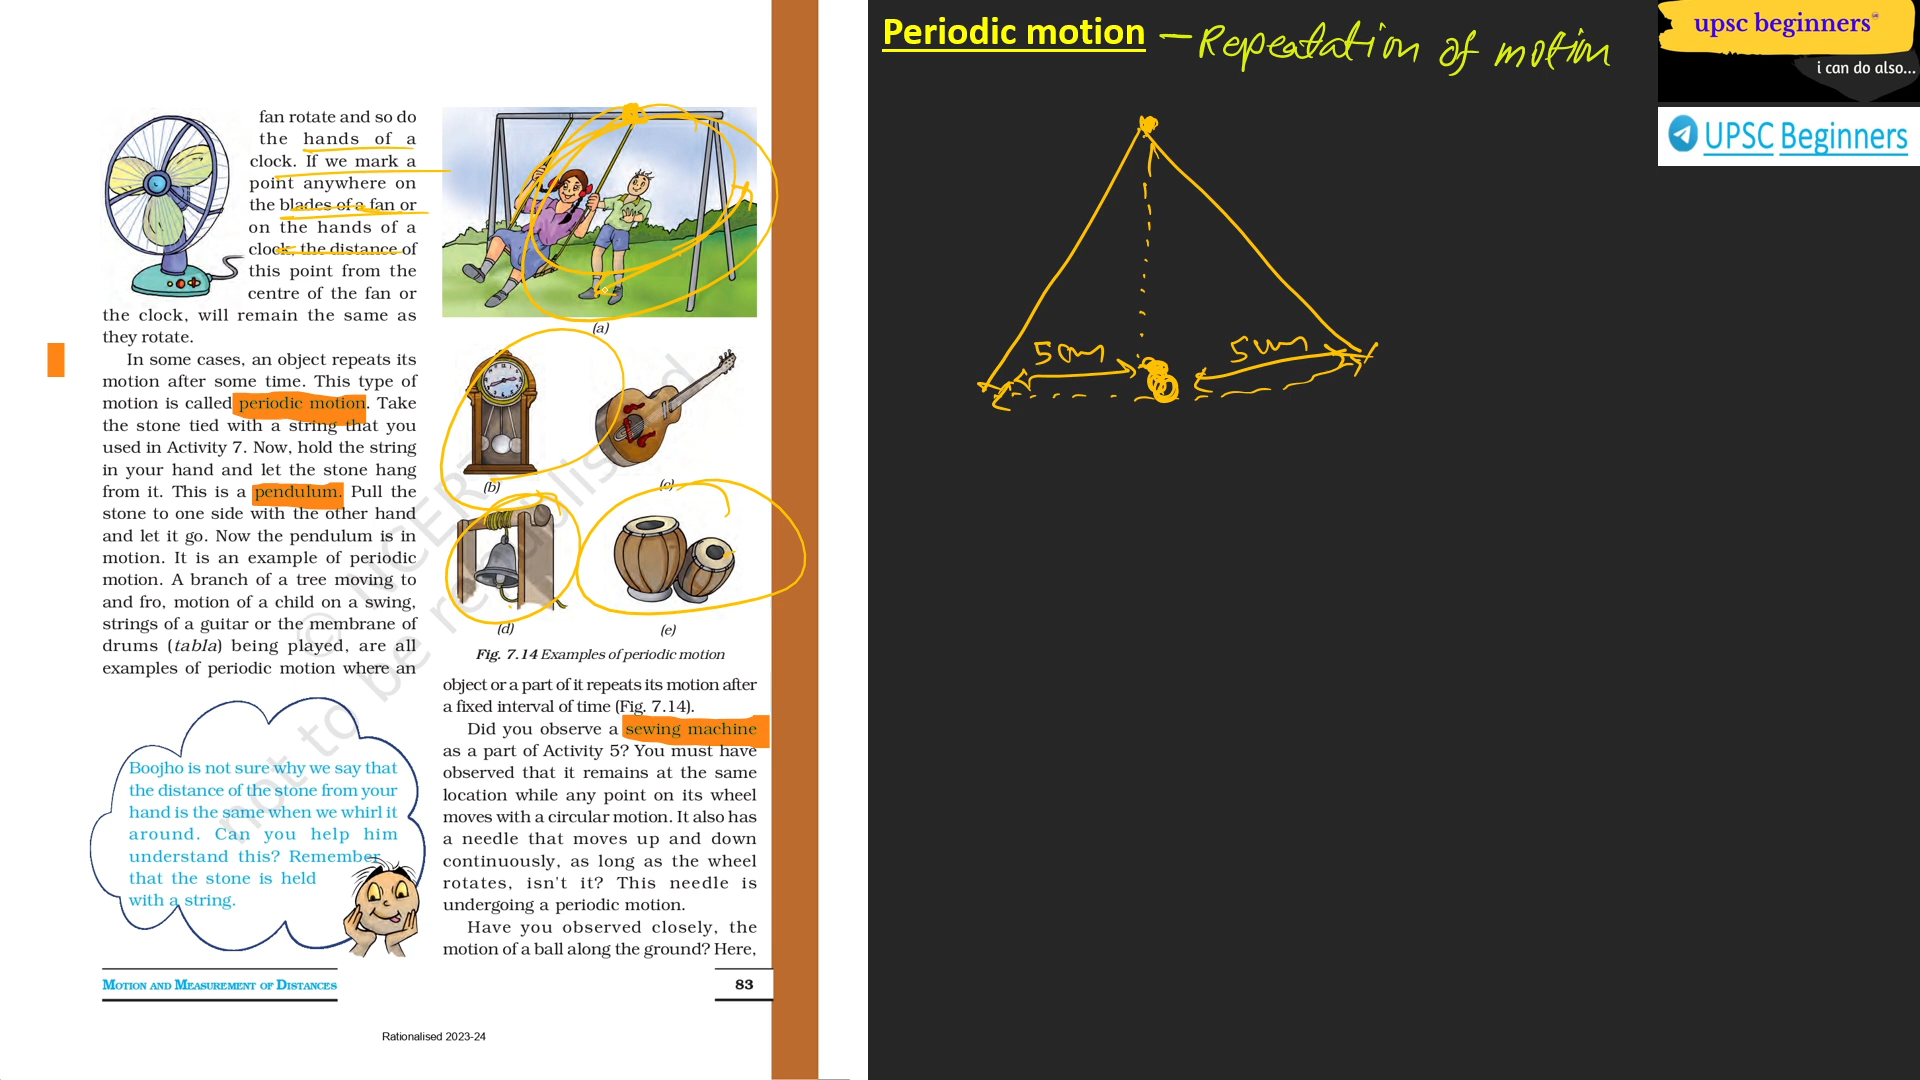 fan rotate and so do
the hands of a
clock. If we mark a
point anywhere on
the blades of a fan or
on the hands of a
clock, the distance of
this point from the
centre of the fan or
the clock, will remain the same as
they rotate.
In some cases, an object repeats its
motion after some time. This type of
motion is called periodic motion. Take
the stone tied with a string that you
used in Activity 7. Now, hold the string
in your hand and let the stone hang
from it. This is a pendulum. Pull the
stone to one side with the other hand
and let it go. Now the pendulum is in
motion. It is an example of periodic
motion. A branch of a tree moving to
and fro, motion of a child on a swing,
strings of a guitar or the membrane of
drums (tabla) being played, are all
examples of periodic motion where an
Boojho is not sure why we say that
the distance of the stone from your
hand is the same when we whirl it
around. Can you help him
understand this? Remember
that the stone is held
with a string.
(a)
(b)
(c)
(d)
(e)
Fig. 7.14 Examples of periodic motion
object or a part of it repeats its motion after
a fixed interval of time (Fig. 7.14).
Did you observe a sewing machine
as a part of Activity 5? You must have
observed that it remains at the same
location while any point on its wheel
moves with a circular motion. It also has
a needle that moves up and down
continuously, as long as the wheel
rotates, isn't it? This needle is
undergoing a periodic motion.
Have you observed closely, the
motion of a ball along the ground? Here,
MOTION AND MEASUREMENT OF DISTANCES
83
Rationalised 2023-24
© NCERT
not to be republished
Periodic motion – Repeatation of motion
5cm
5cm
upsc beginners
i can do also...
UPSC Beginners